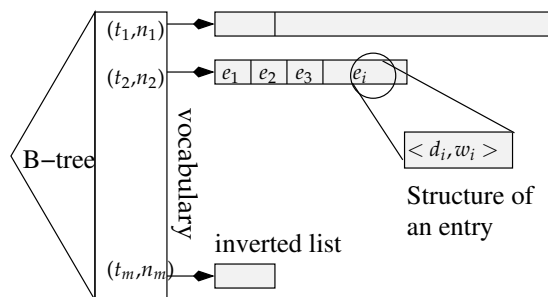 (t₁,n₁)
(t₂,n₂)
e₁ e₂ e₃ eᵢ
B−tree
vocabulary
< dᵢ,wᵢ >
Structure of
an entry
inverted list
(tₘ,nₘ)